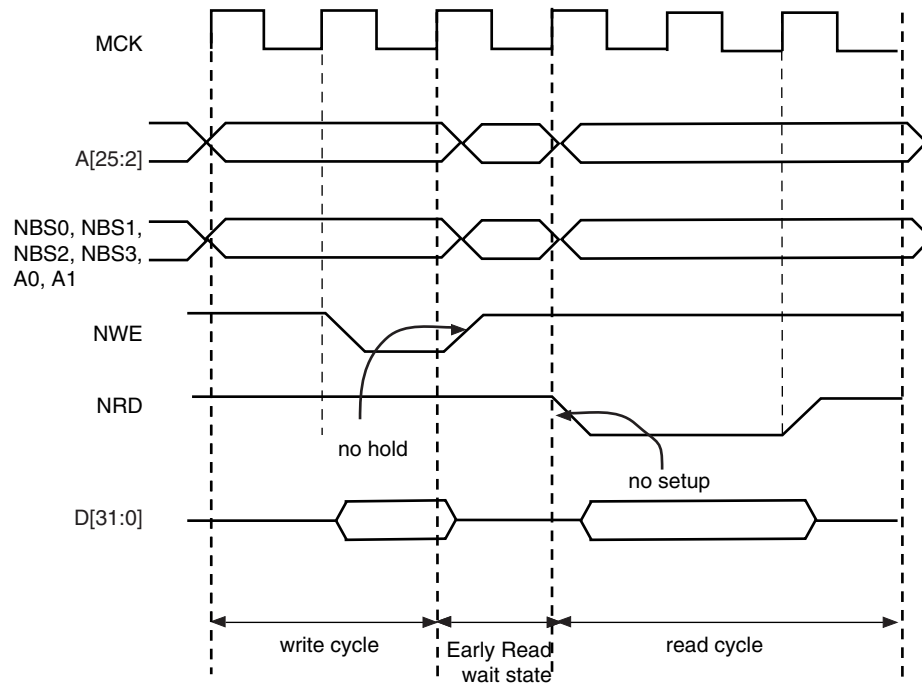 MCK
A[25:2]
NBS0, NBS1,
NBS2, NBS3,
A0, A1
NWE
NRD
no hold
no setup
D[31:0]
write cycle
Early Read
wait state
read cycle